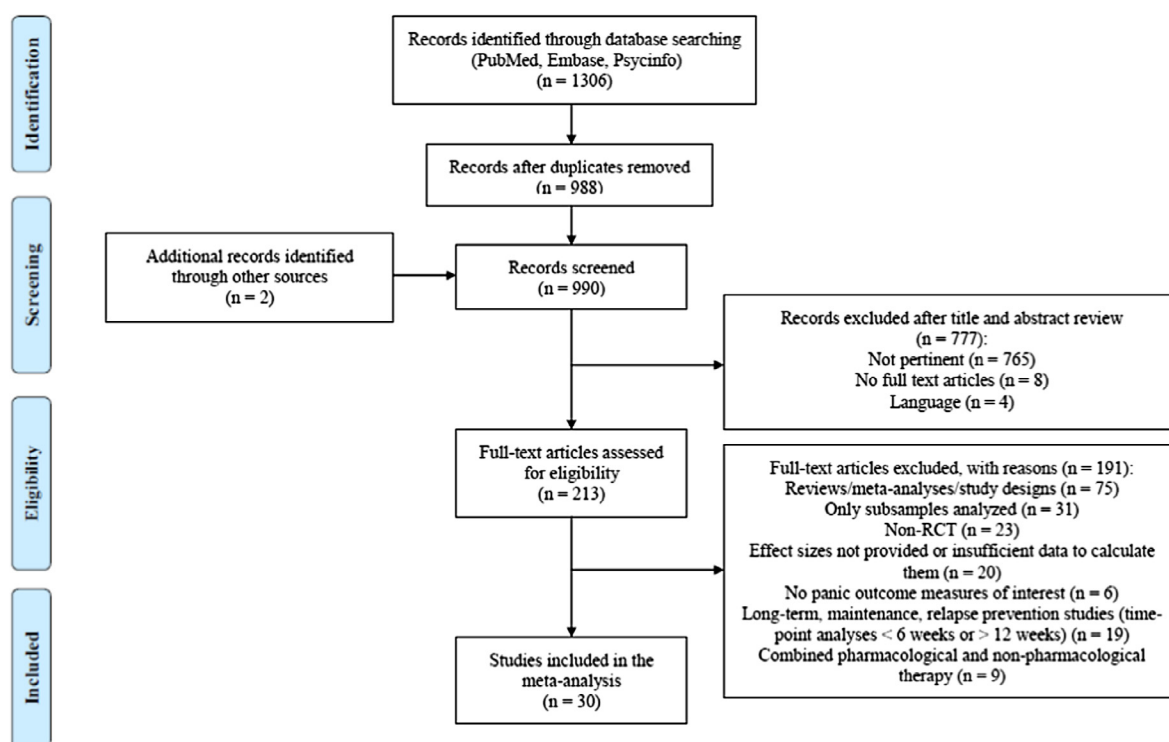 Identification
Records identified through database searching
(PubMed, Embase, Psycinfo)
(n = 1306)
Records after duplicates removed
(n = 988)
Screening
Additional records identified
through other sources
(n = 2)
Records screened
(n = 990)
Records excluded after title and abstract review
(n = 777):
Not pertinent (n = 765)
No full text articles (n = 8)
Language (n = 4)
Eligibility
Full-text articles assessed
for eligibility
(n = 213)
Full-text articles excluded, with reasons (n = 191):
Reviews/meta-analyses/study designs (n = 75)
Only subsamples analyzed (n = 31)
Non-RCT (n = 23)
Effect sizes not provided or insufficient data to calculate
them (n = 20)
No panic outcome measures of interest (n = 6)
Long-term, maintenance, relapse prevention studies (time-
point analyses < 6 weeks or > 12 weeks) (n = 19)
Combined pharmacological and non-pharmacological
therapy (n = 9)
Included
Studies included in the
meta-analysis
(n = 30)